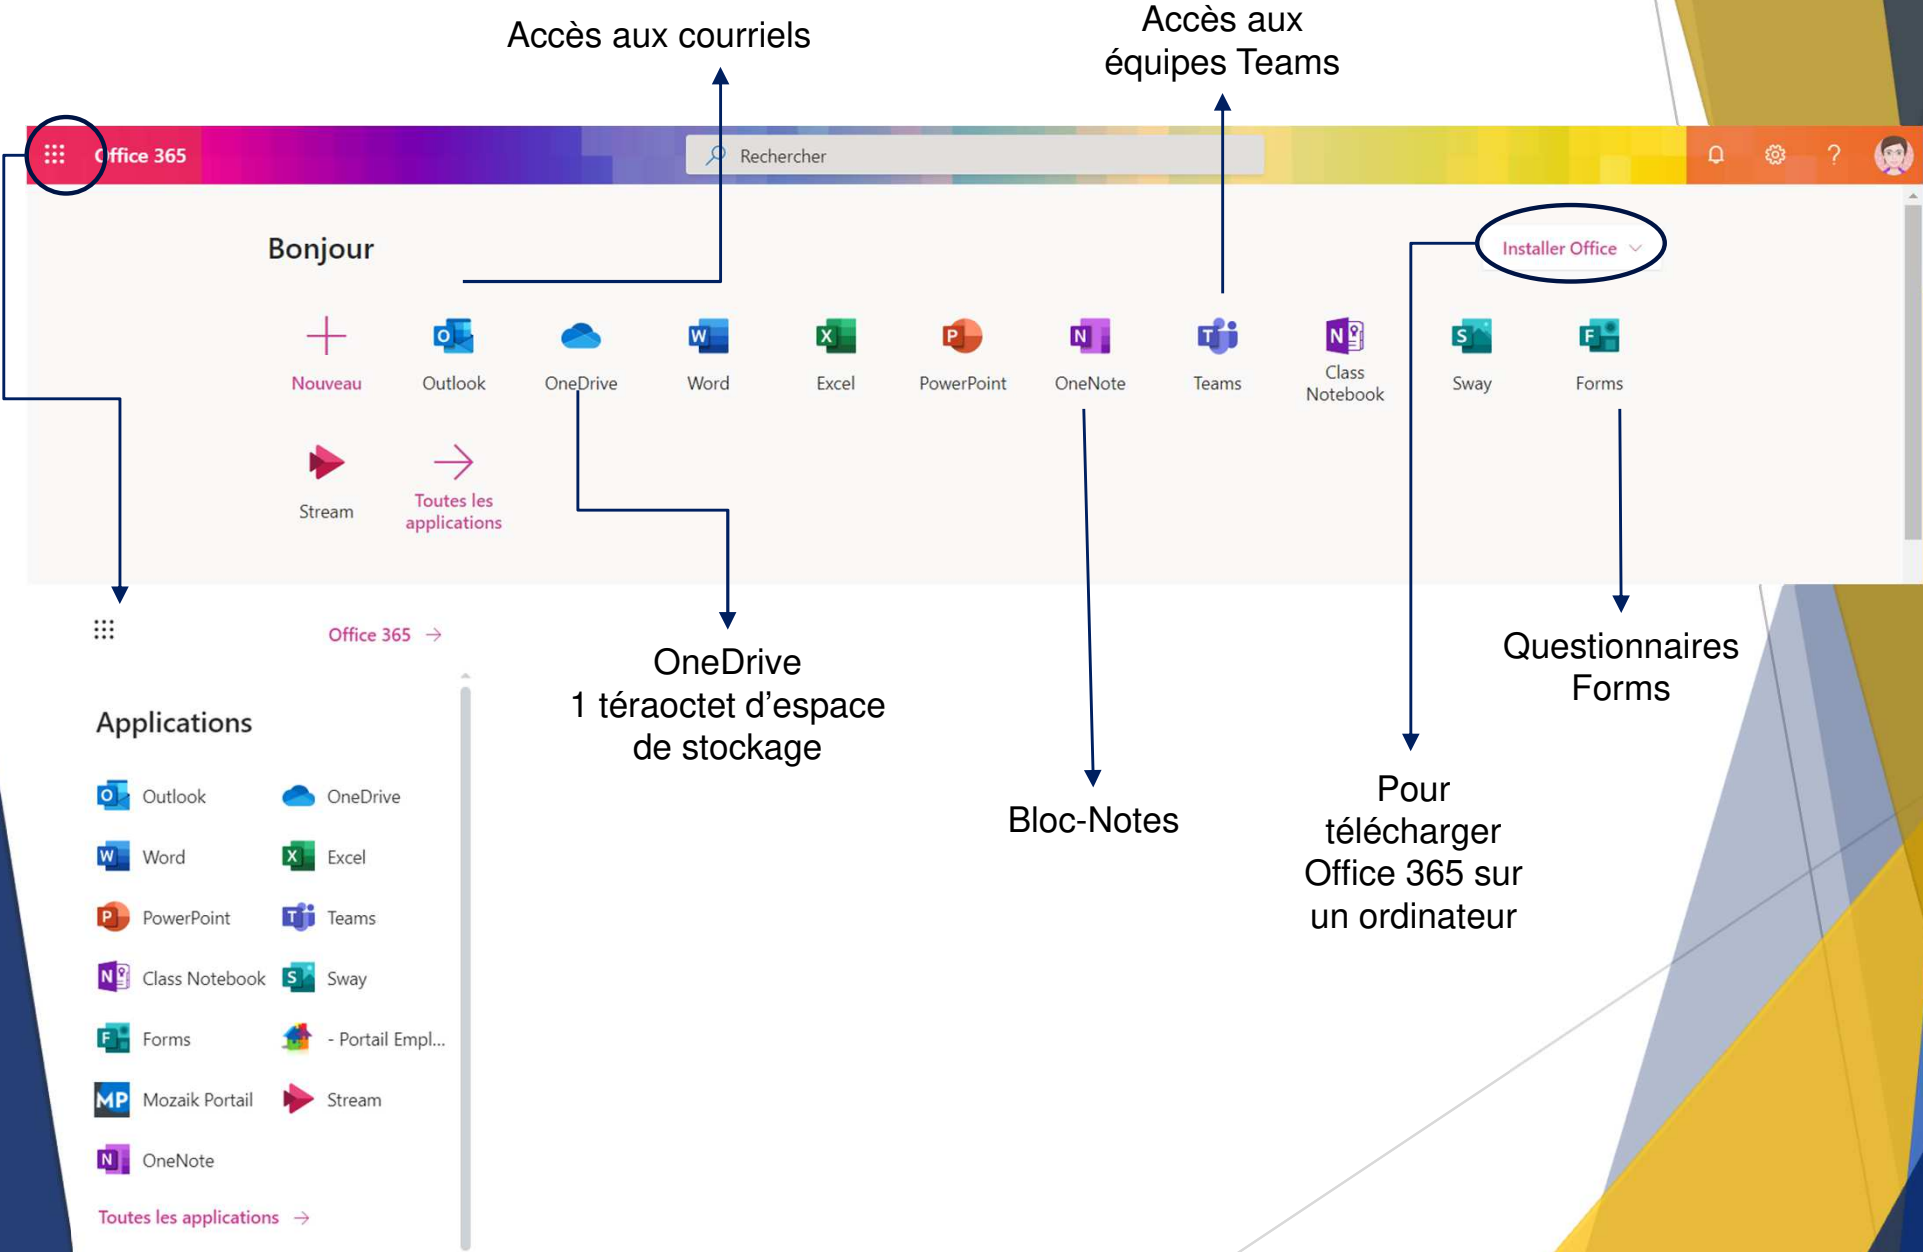 Accès aux courriels
Accès aux
équipes Teams
Office 365
Rechercher
?
Bonjour
Installer Office
Nouveau
Outlook
OneDrive
Word
Excel
PowerPoint
OneNote
Teams
Class
Notebook
Sway
Forms
Stream
Toutes les
applications
Office 365 →
Applications
Outlook
OneDrive
Word
Excel
PowerPoint
Teams
Class Notebook
Sway
Forms
- Portail Empl...
MP
Mozaik Portail
Stream
OneNote
Toutes les applications →
OneDrive
1 téraoctet d’espace
de stockage
Bloc-Notes
Pour
télécharger
Office 365 sur
un ordinateur
Questionnaires
Forms